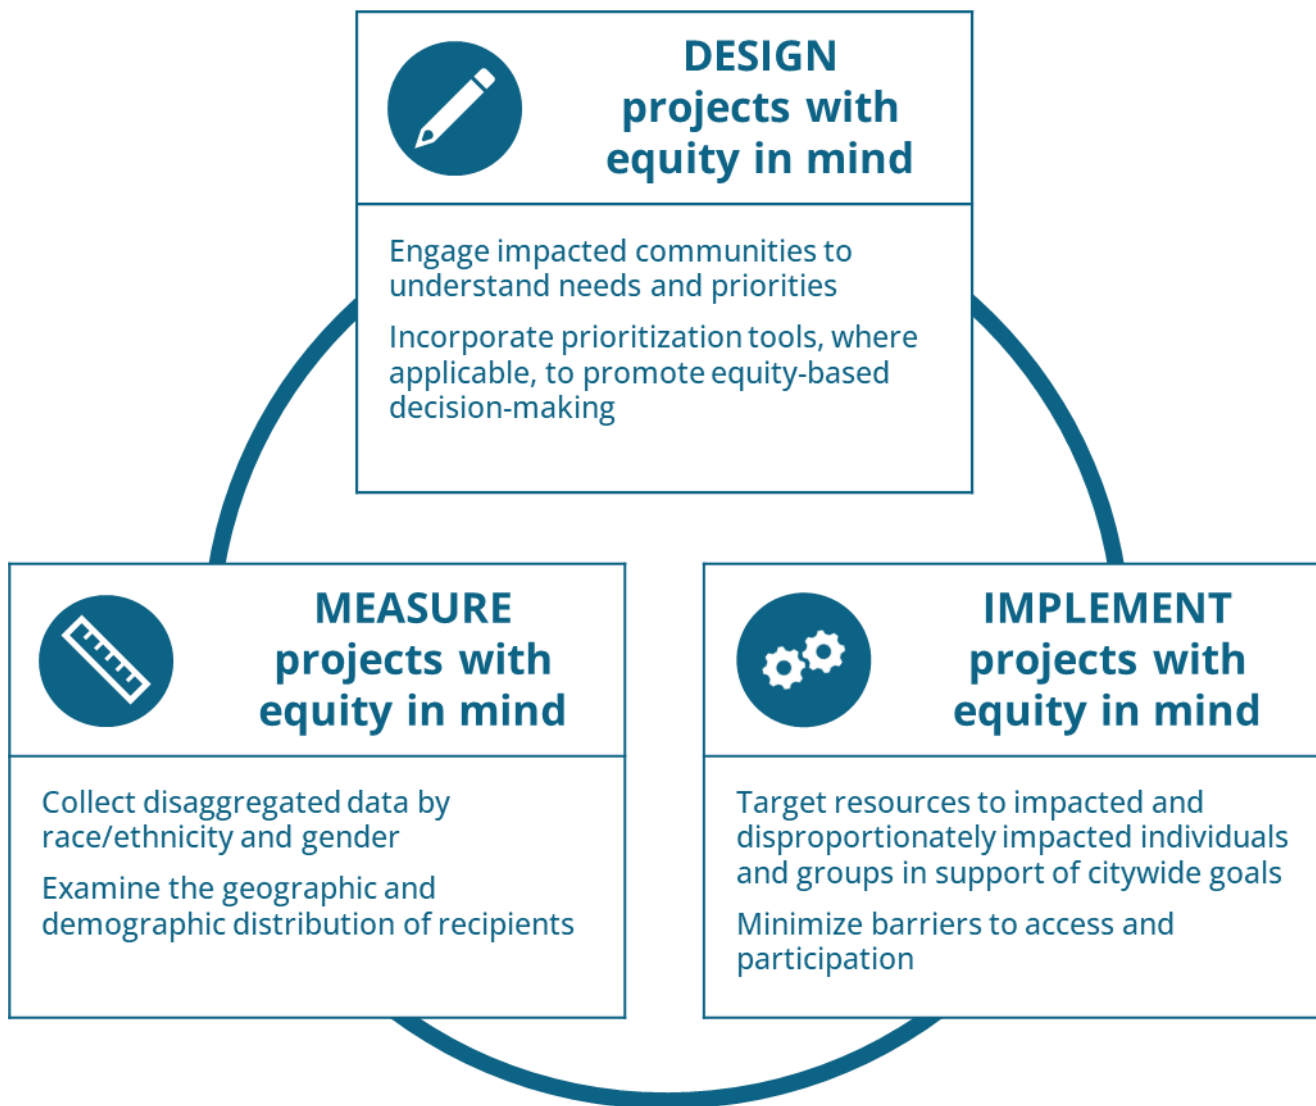 DESIGN
projects with
equity in mind
Engage impacted communities to
understand needs and priorities
Incorporate prioritization tools, where
applicable, to promote equity-based
decision-making
MEASURE
projects with
equity in mind
Collect disaggregated data by
race/ethnicity and gender
Examine the geographic and
demographic distribution of recipients
IMPLEMENT
projects with
equity in mind
Target resources to impacted and
disproportionately impacted individuals
and groups in support of citywide goals
Minimize barriers to access and
participation